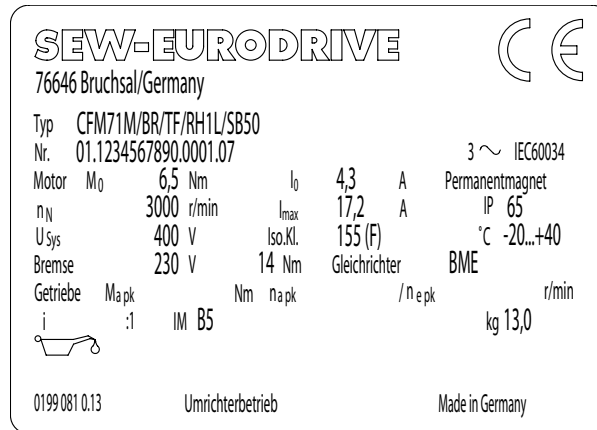 SEW-EURODRIVE CE
76646 Bruchsal/Germany
Typ CFM71M/BR/TF/RH1L/SB50
Nr. 01.1234567890.0001.07 3 ~ IEC60034
Motor M0 6,5 Nm I0 4,3 A Permanentmagnet
nN 3000 r/min Imax 17,2 A IP 65
USys 400 V Iso.Kl. 155 (F) °C -20...+40
Bremse 230 V 14 Nm Gleichrichter BME
Getriebe Ma pk Nm na pk / ne pk r/min
i :1 IM B5 kg 13,0
0199 081 0.13 Umrichterbetrieb Made in Germany